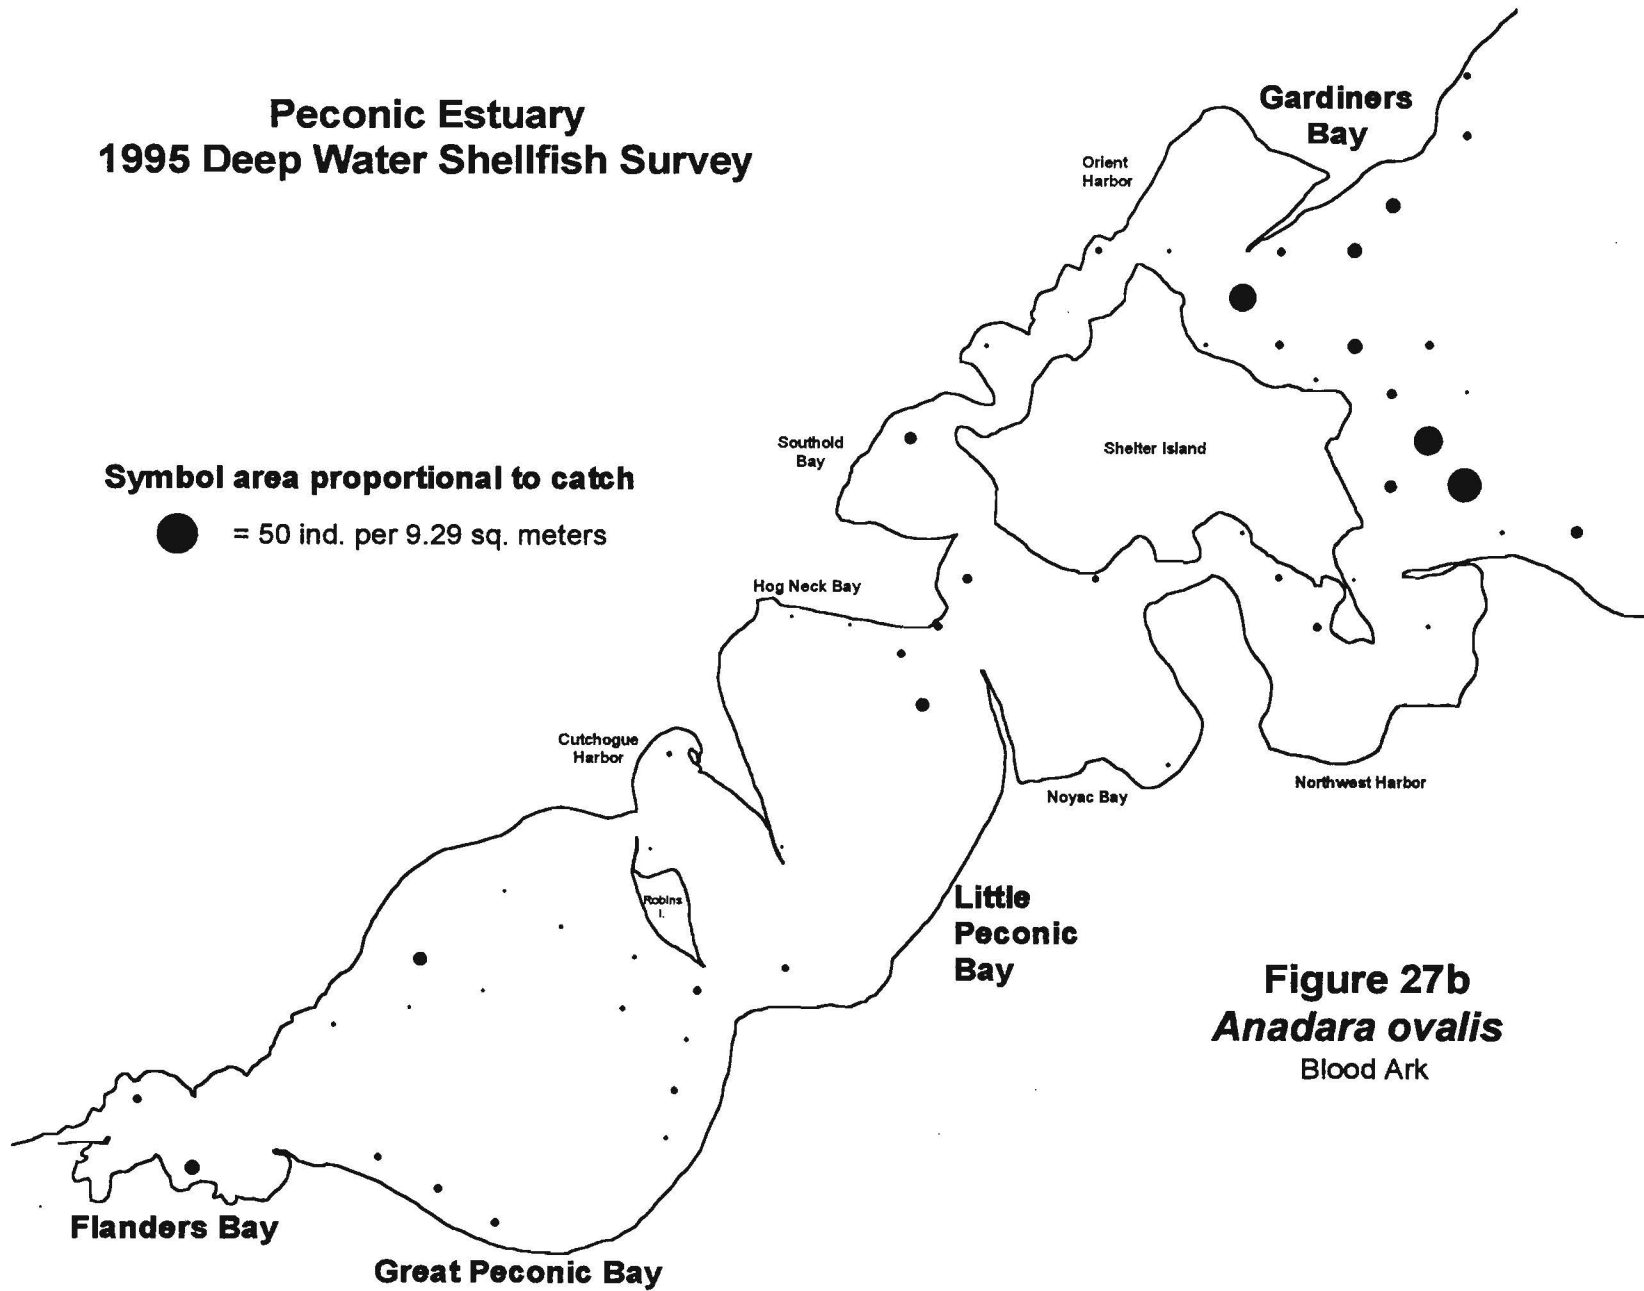 Peconic Estuary
1995 Deep Water Shellfish Survey
Gardiners
Bay
Orient
Harbor
Southold
Bay
Shelter Island
Symbol area proportional to catch
= 50 ind. per 9.29 sq. meters
Hog Neck Bay
Cutchogue
Harbor
Noyac Bay
Northwest Harbor
Robins
I.
Little
Peconic
Bay
Figure 27b
Anadara ovalis
Blood Ark
Flanders Bay
Great Peconic Bay